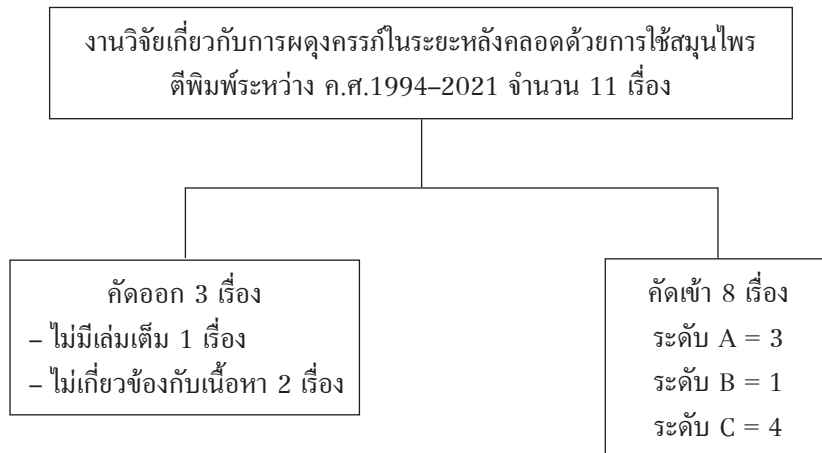 งานวิจัยเกี่ยวกับการผดุงครรภ์ในระยะหลังคลอดด้วยการใช้สมุนไพร
ตีพิมพ์ระหว่าง ค.ศ.1994–2021 จำนวน 11 เรื่อง
คัดออก 3 เรื่อง
– ไม่มีเล่มเต็ม 1 เรื่อง
– ไม่เกี่ยวข้องกับเนื้อหา 2 เรื่อง
คัดเข้า 8 เรื่อง
ระดับ A = 3
ระดับ B = 1
ระดับ C = 4